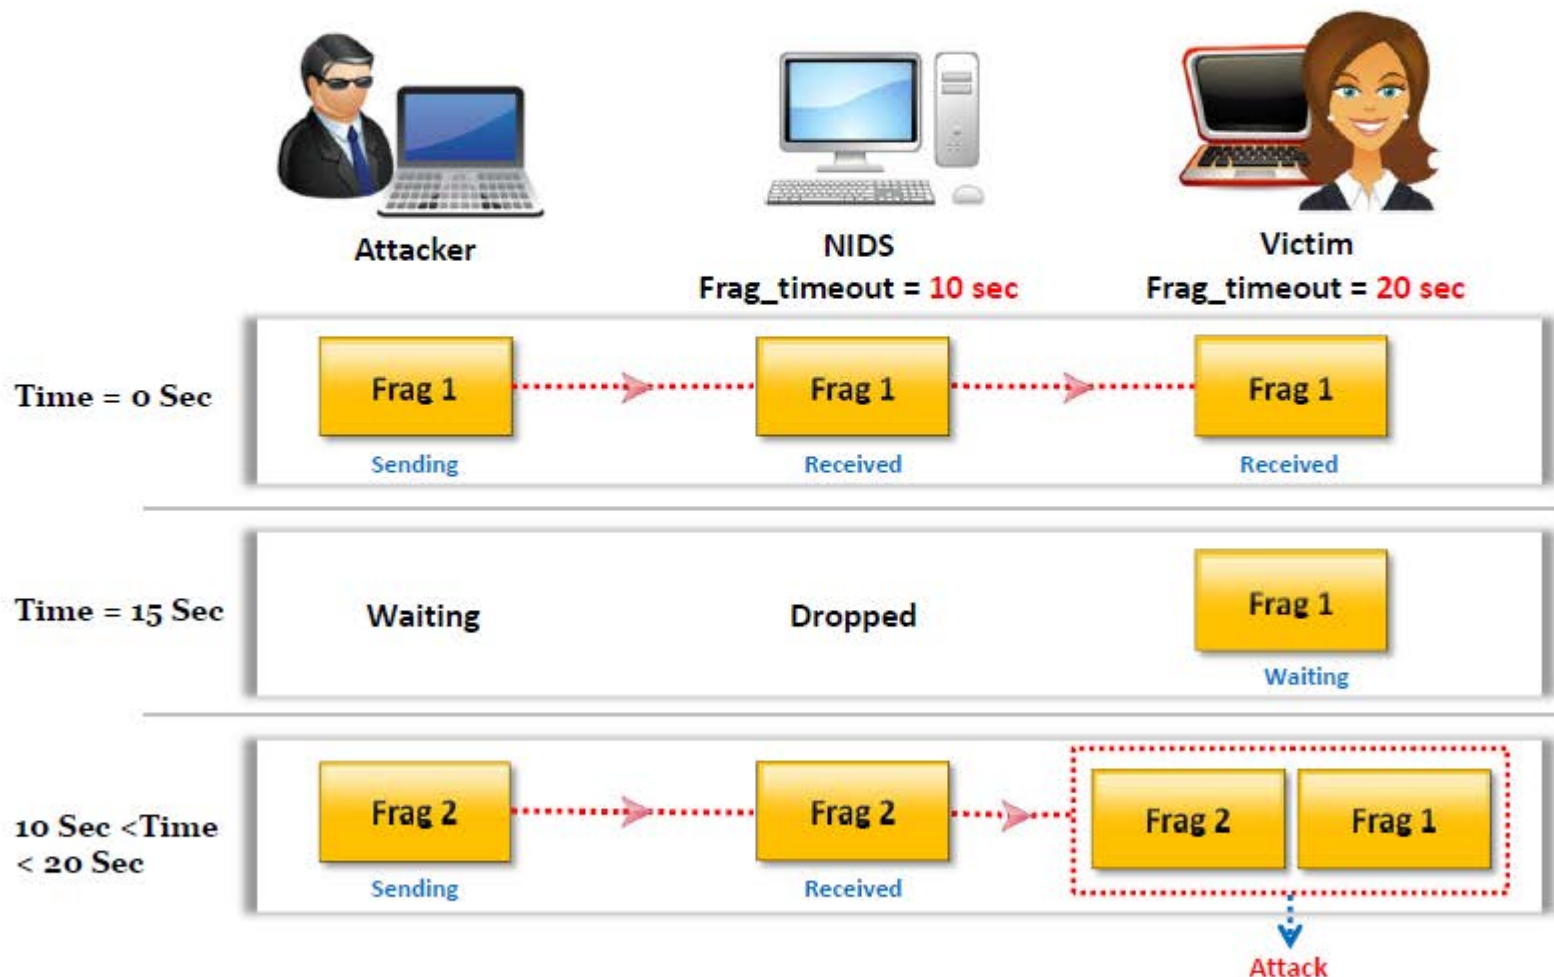 Attacker
NIDS
Frag_timeout = 10 sec
Victim
Frag_timeout = 20 sec
Time = 0 Sec
Frag 1
Sending
Frag 1
Received
Frag 1
Received
Time = 15 Sec
Waiting
Dropped
Frag 1
Waiting
10 Sec <Time
< 20 Sec
Frag 2
Sending
Frag 2
Received
Frag 2
Frag 1
Attack